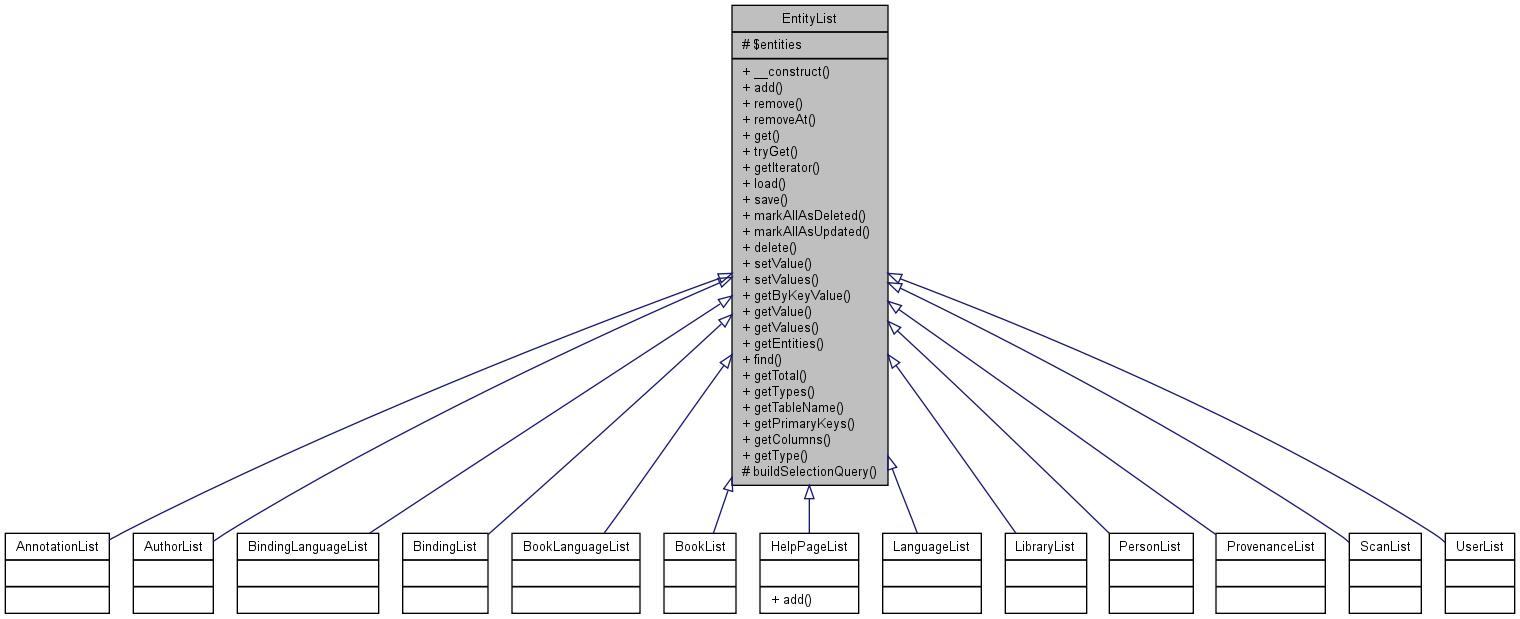 EntityList
# $entities
+ __construct()
+ add()
+ remove()
+ removeAt()
+ get()
+ tryGet()
+ getIterator()
+ load()
+ save()
+ markAllAsDeleted()
+ markAllAsUpdated()
+ delete()
+ setValue()
+ setValues()
+ getByKeyValue()
+ getValue()
+ getValues()
+ getEntities()
+ find()
+ getTotal()
+ getTypes()
+ getTableName()
+ getPrimaryKeys()
+ getColumns()
+ getType()
# buildSelectionQuery()
AnnotationList
AuthorList
BindingLanguageList
BindingList
BookLanguageList
BookList
HelpPageList
+ add()
LanguageList
LibraryList
PersonList
ProvenanceList
ScanList
UserList